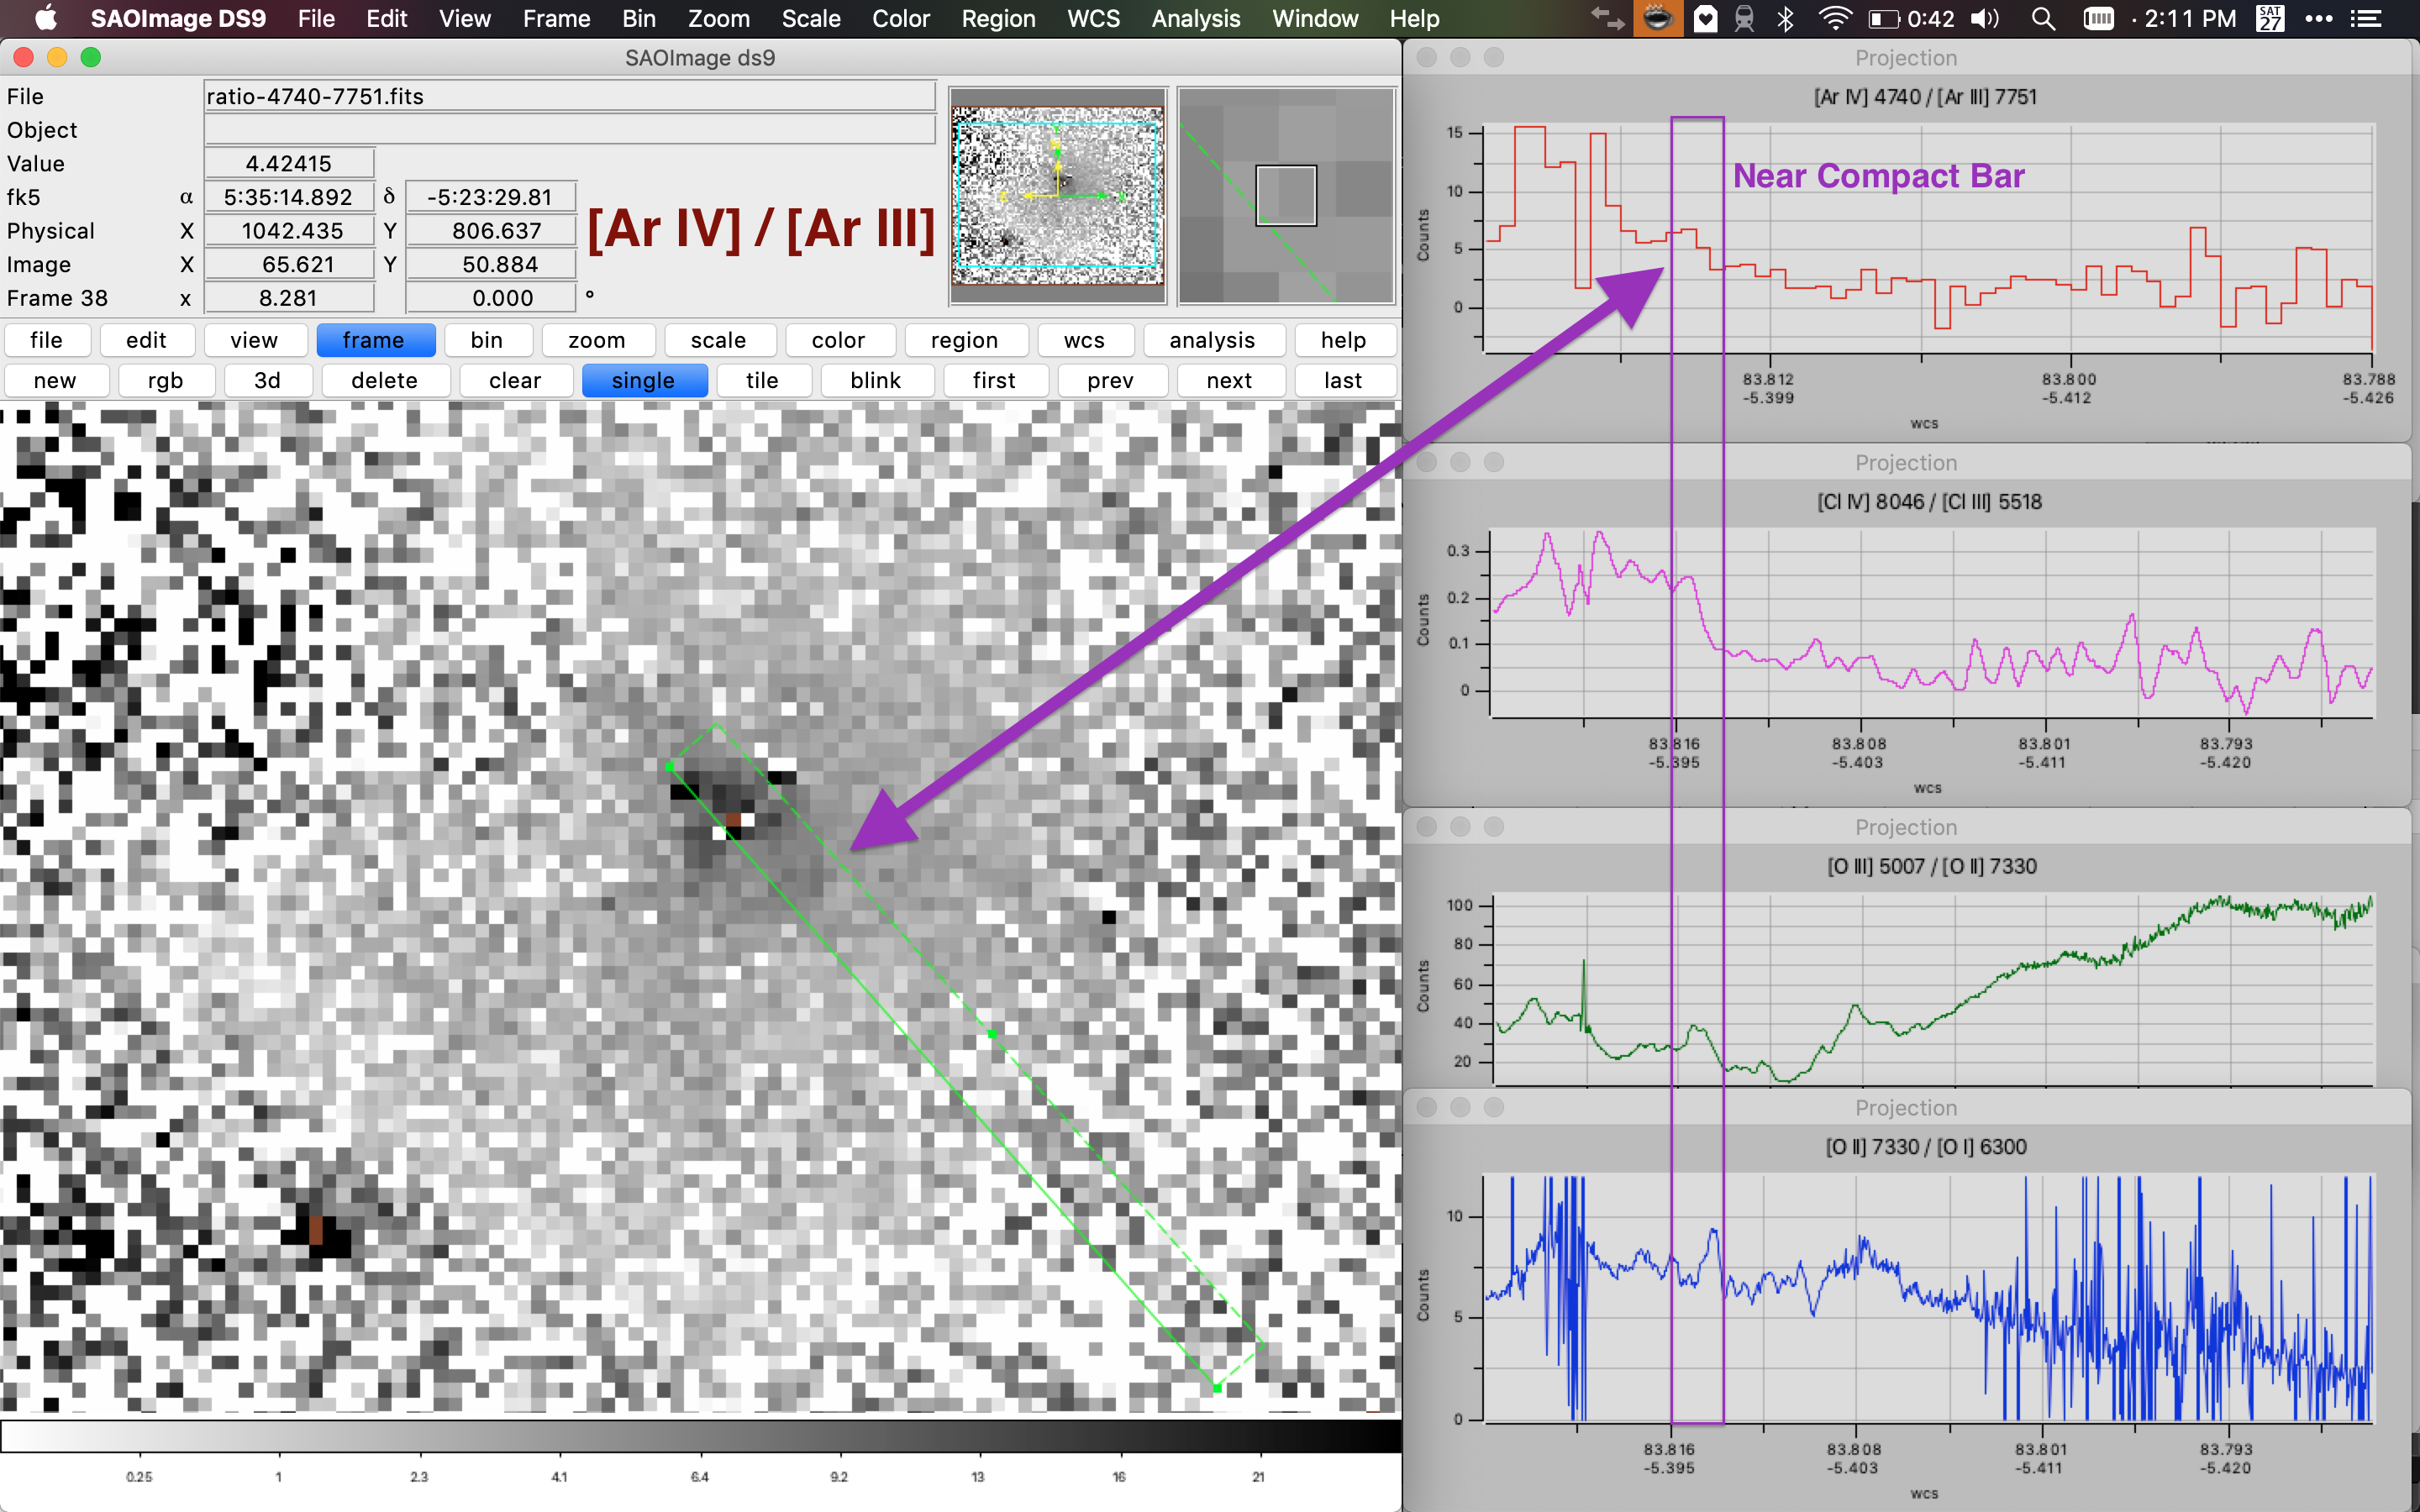 SAOImage DS9 File Edit View Frame Bin Zoom Scale Color Region WCS Analysis Window Help 0:42 2:11 PM SAT 27
SAOImage ds9
File ratio-4740-7751.fits
Object
Value 4.42415
fk5 α 5:35:14.892 δ -5:23:29.81
Physical X 1042.435 Y 806.637
Image X 65.621 Y 50.884
Frame 38 x 8.281 0.000 °
[Ar IV] / [Ar III]
file edit view frame bin zoom scale color region wcs analysis help
new rgb 3d delete clear single tile blink first prev next last
0.25 1 2.3 4.1 6.4 9.2 13 16 21
Projection
[Ar IV] 4740 / [Ar III] 7751
Near Compact Bar
Counts
15
10
5
0
83.812 83.800 83.788
-5.399 -5.412 -5.426
wcs
Projection
[Cl IV] 8046 / [Cl III] 5518
Counts
0.3
0.2
0.1
0
83.816 83.808 83.801 83.793
-5.395 -5.403 -5.411 -5.420
wcs
Projection
[O III] 5007 / [O II] 7330
Counts
100
80
60
40
20
Projection
[O II] 7330 / [O I] 6300
Counts
10
5
0
83.816 83.808 83.801 83.793
-5.395 -5.403 -5.411 -5.420
wcs